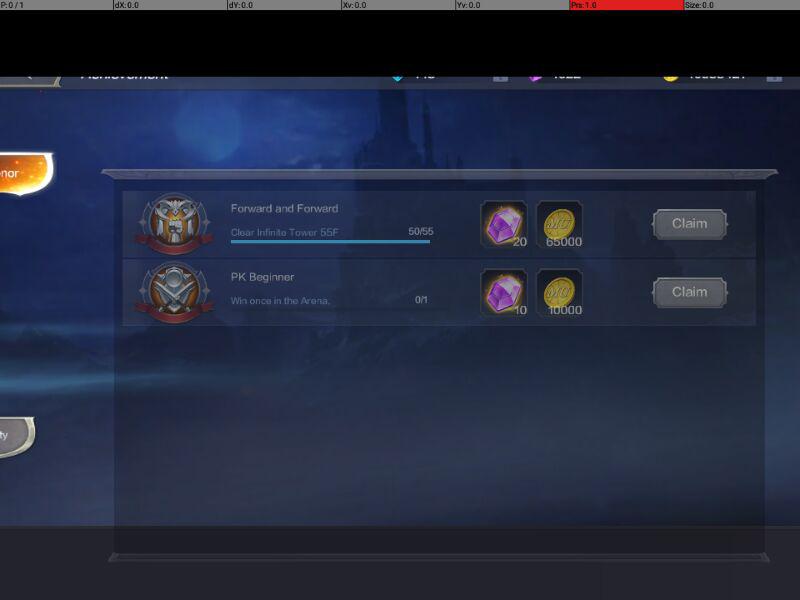 P: 0 / 1 dX: 0.0 dY: 0.0 Xv: 0.0 Yv: 0.0 Prs: 1.0 Size: 0.0
Achievement
nor
Forward and Forward
Clear Infinite Tower 55F 50/55
20 65000
Claim
PK Beginner
Win once in the Arena. 0/1
10 10000
Claim
ty